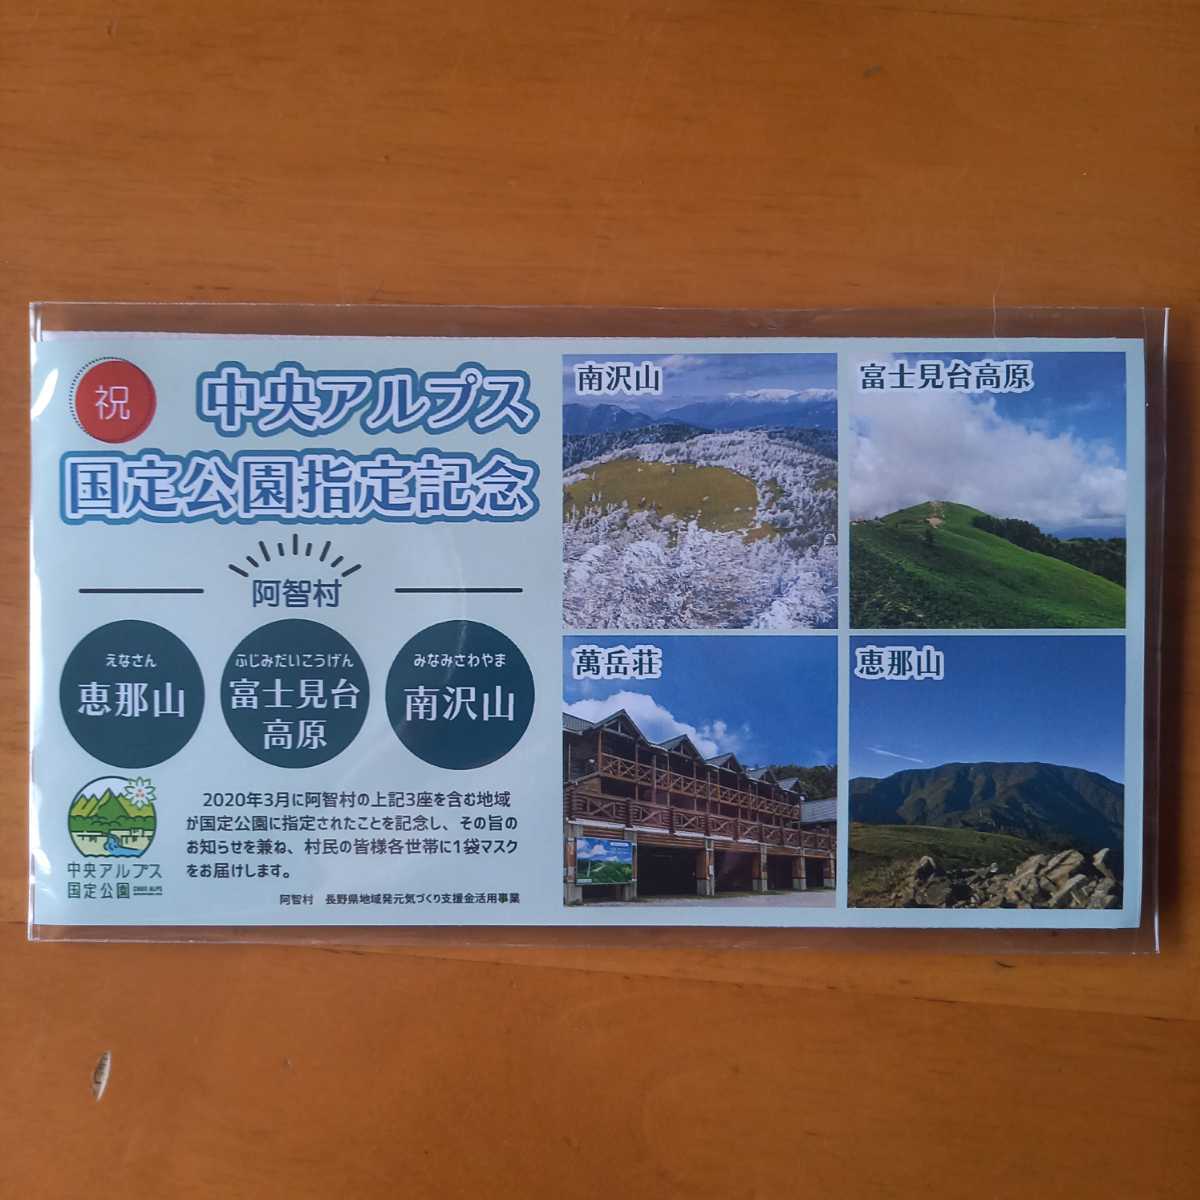 祝
中央アルプス
国定公園指定記念
阿智村
えなさん
恵那山
ふじみだいこうげん
富士見台
高原
みなみさわやま
南沢山
2020年3月に阿智村の上記3座を含む地域
が国定公園に指定されたことを記念し、その旨の
お知らせを兼ね、村民の皆様各世帯に1袋マスク
をお届けします。
阿智村 長野県地域発元気づくり支援金活用事業
中央アルプス
国定公園
南沢山
富士見台高原
萬岳荘
恵那山